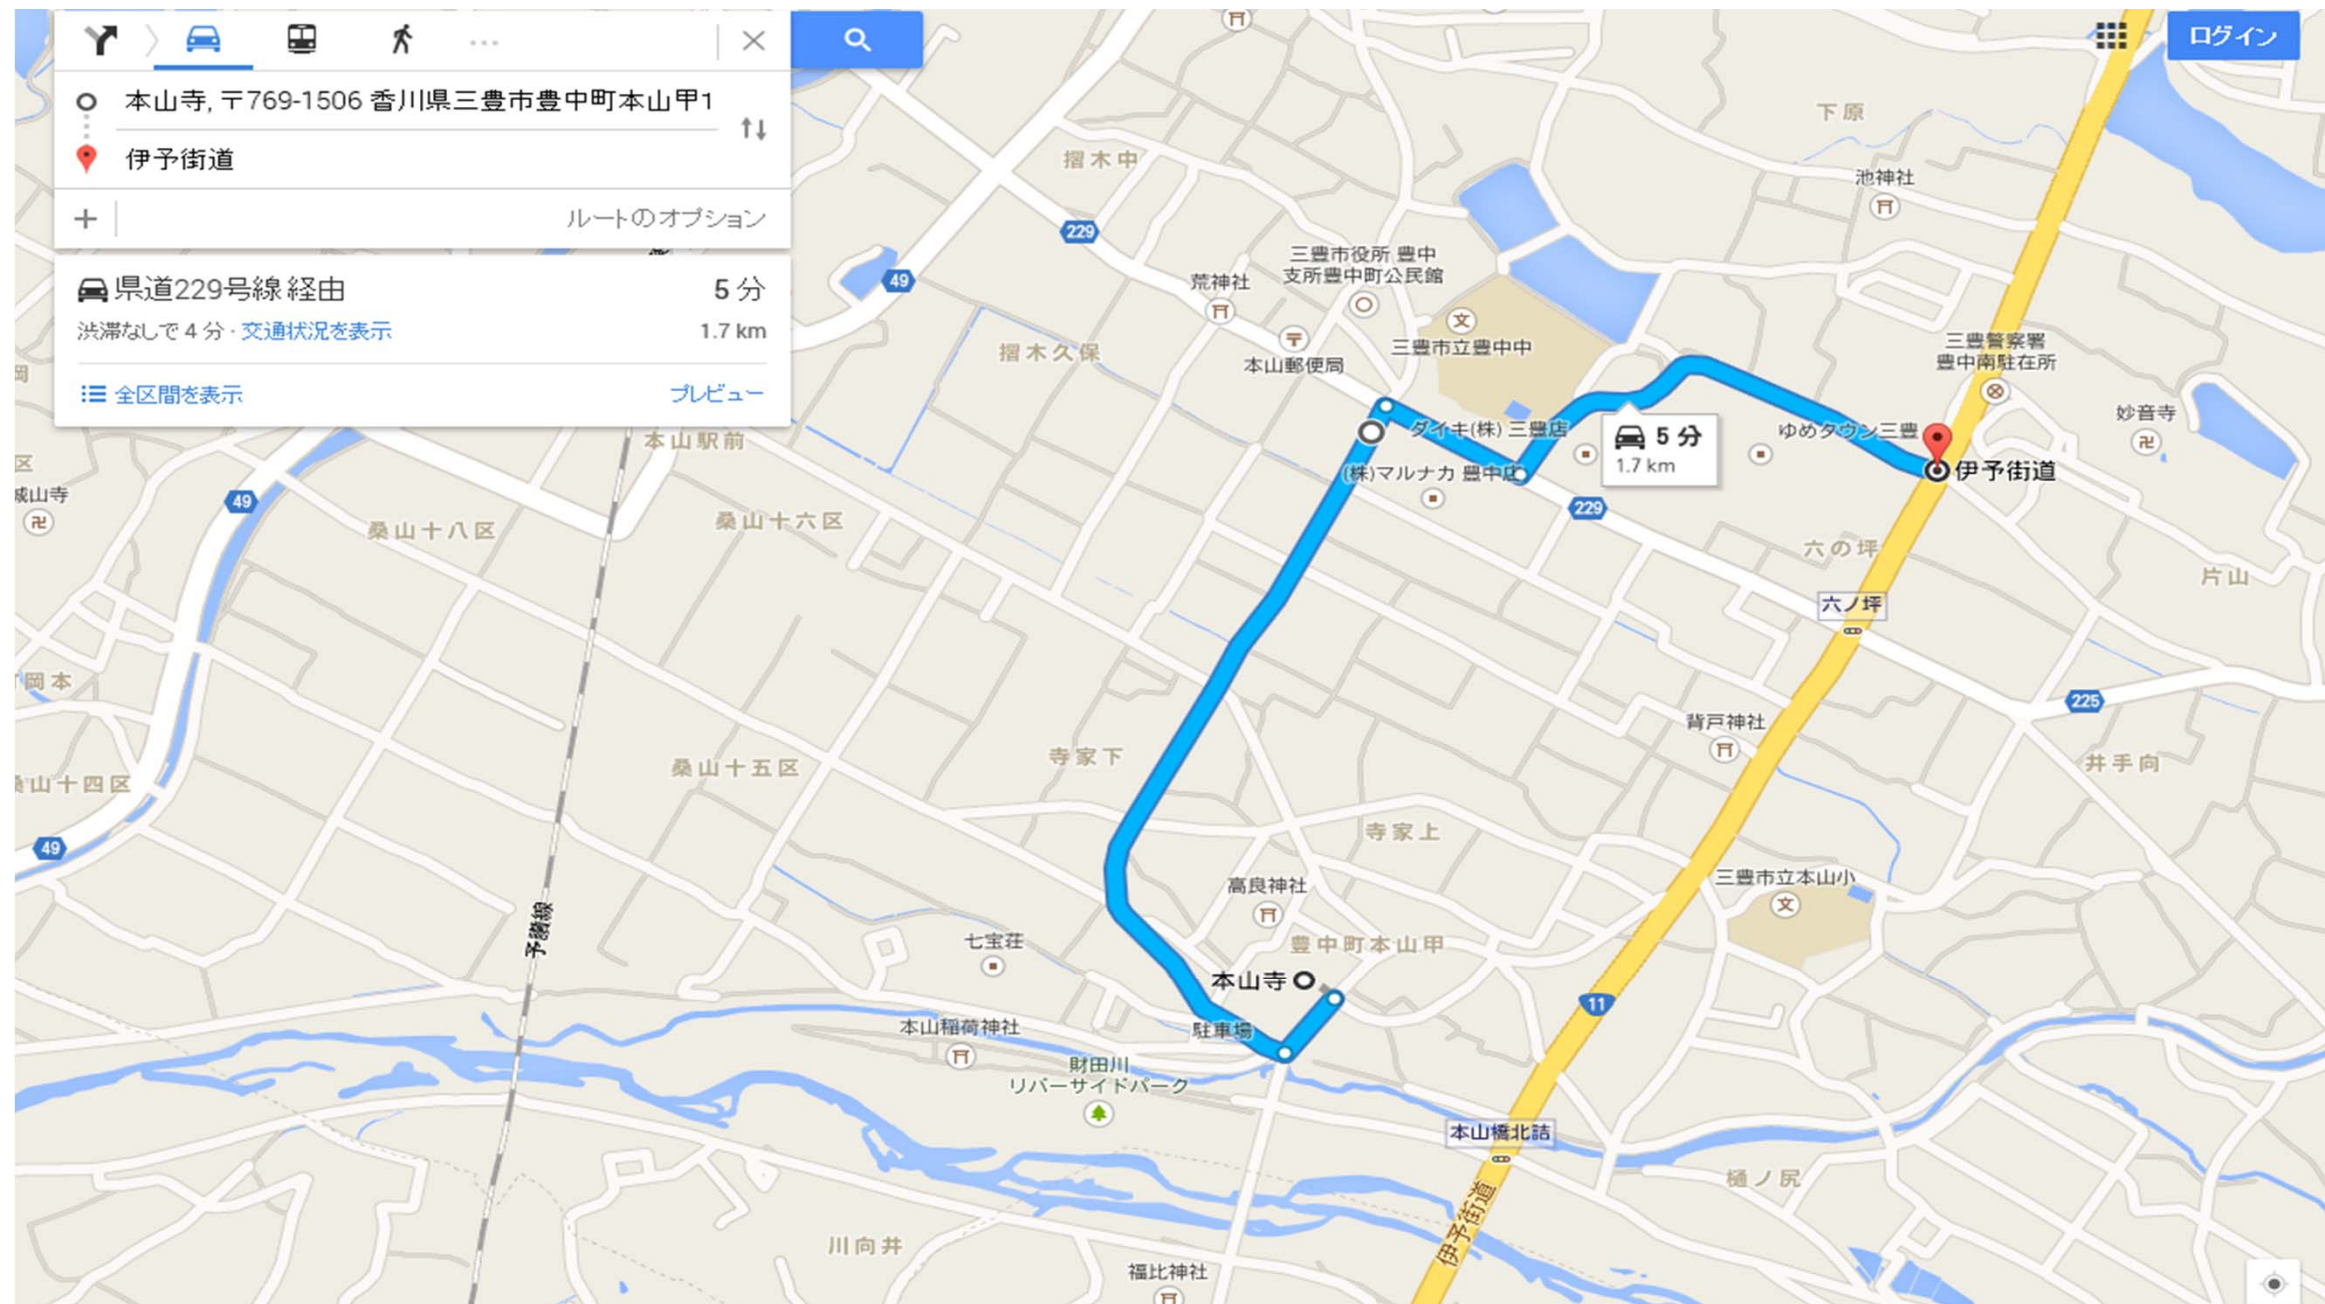 ログイン
本山寺, 〒769-1506 香川県三豊市豊中町本山甲1
伊予街道
ルートのオプション
県道229号線 経由
5 分
渋滞なしで 4 分 · 交通状況を表示
1.7 km
全区間を表示
プレビュー
下原
摺木中
池神社
229
三豊市役所 豊中
支所豊中町公民館
荒神社
49
三豊市立豊中中
三豊警察署
豊中南駐在所
摺木久保
本山郵便局
妙音寺
ダイキ(株) 三豊店
5 分
1.7 km
ゆめタウン三豊
本山駅前
(株)マルナカ 豊中店
伊予街道
区
城山寺
49
229
桑山十八区
桑山十六区
六の坪
片山
六ノ坪
岡本
225
背戸神社
寺家下
桑山十五区
井手向
山十四区
寺家上
49
三豊市立本山小
高良神社
予讃線
七宝荘
豊中町本山甲
本山寺
11
本山稲荷神社
駐車場
財田川
リバーサイドパーク
本山橋北詰
樋ノ尻
伊予街道
川向井
福比神社